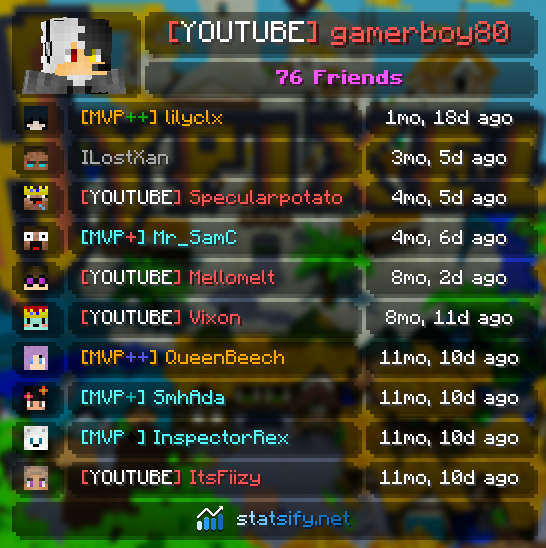 [YOUTUBE] gamerboy80
76 Friends
[MVP++] lilyclx 1mo, 18d ago
ILostXan 3mo, 5d ago
[YOUTUBE] Specularpotato 4mo, 5d ago
[MVP+] Mr_SamC 4mo, 6d ago
[YOUTUBE] Mellomelt 8mo, 2d ago
[YOUTUBE] Vixon 8mo, 11d ago
[MVP++] QueenBeech 11mo, 10d ago
[MVP+] SmhAda 11mo, 10d ago
[MVP+] InspectorRex 11mo, 10d ago
[YOUTUBE] ItsFiizy 11mo, 10d ago
statsify.net